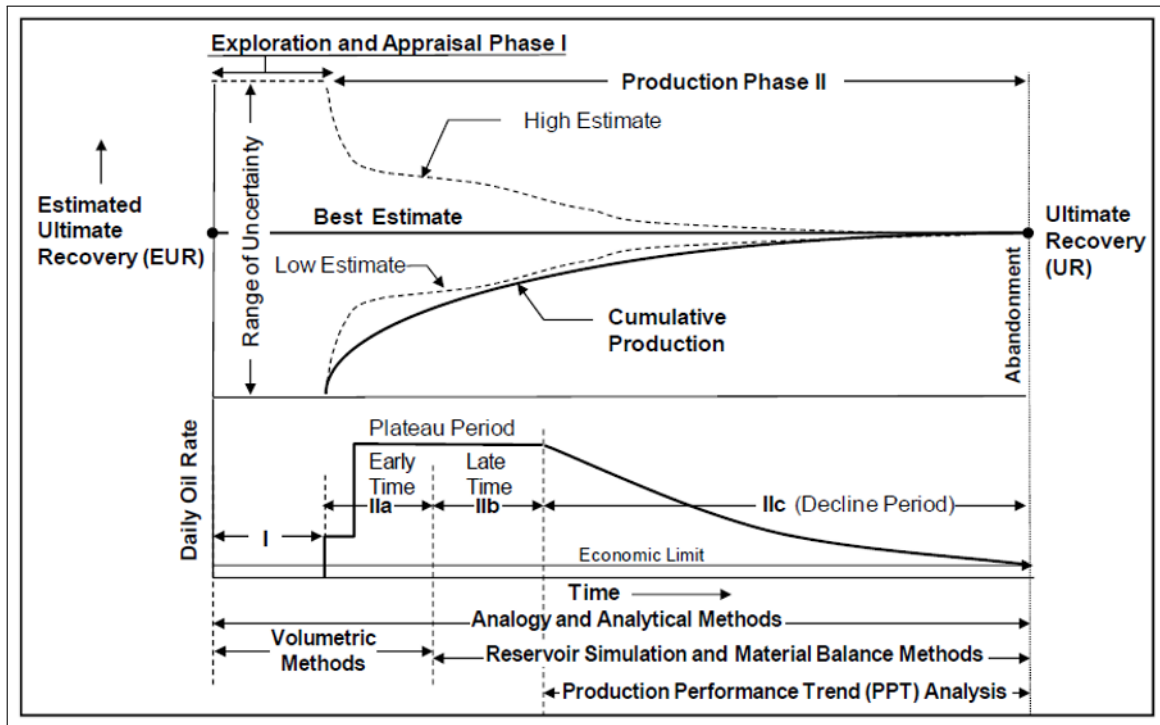 Exploration and Appraisal Phase I
Production Phase II
High Estimate
Range of Uncertainty
Estimated
Ultimate
Recovery (EUR)
Best Estimate
Ultimate
Recovery
(UR)
Low Estimate
Cumulative
Production
Abandonment
Daily Oil Rate
Plateau Period
Early
Time
IIa
Late
Time
IIb
IIc (Decline Period)
I
Economic Limit
Time
Analogy and Analytical Methods
Volumetric
Methods
Reservoir Simulation and Material Balance Methods
Production Performance Trend (PPT) Analysis